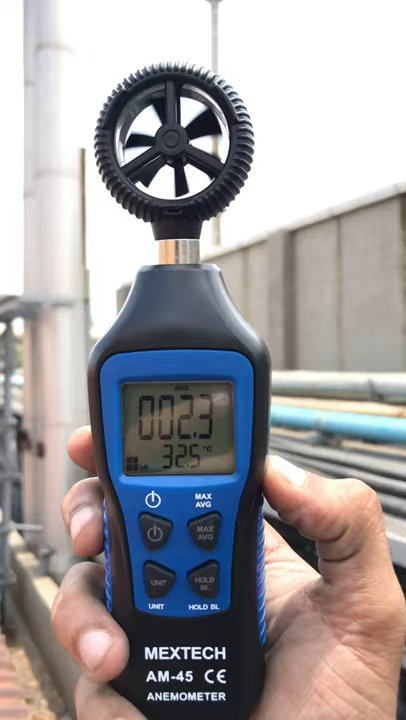 AVG
002.3
32.5 °C
MAX
AVG
MAX
AVG
UNIT
HOLD
BL
UNIT
HOLD BL
MEXTECH
AM-45 CE
ANEMOMETER